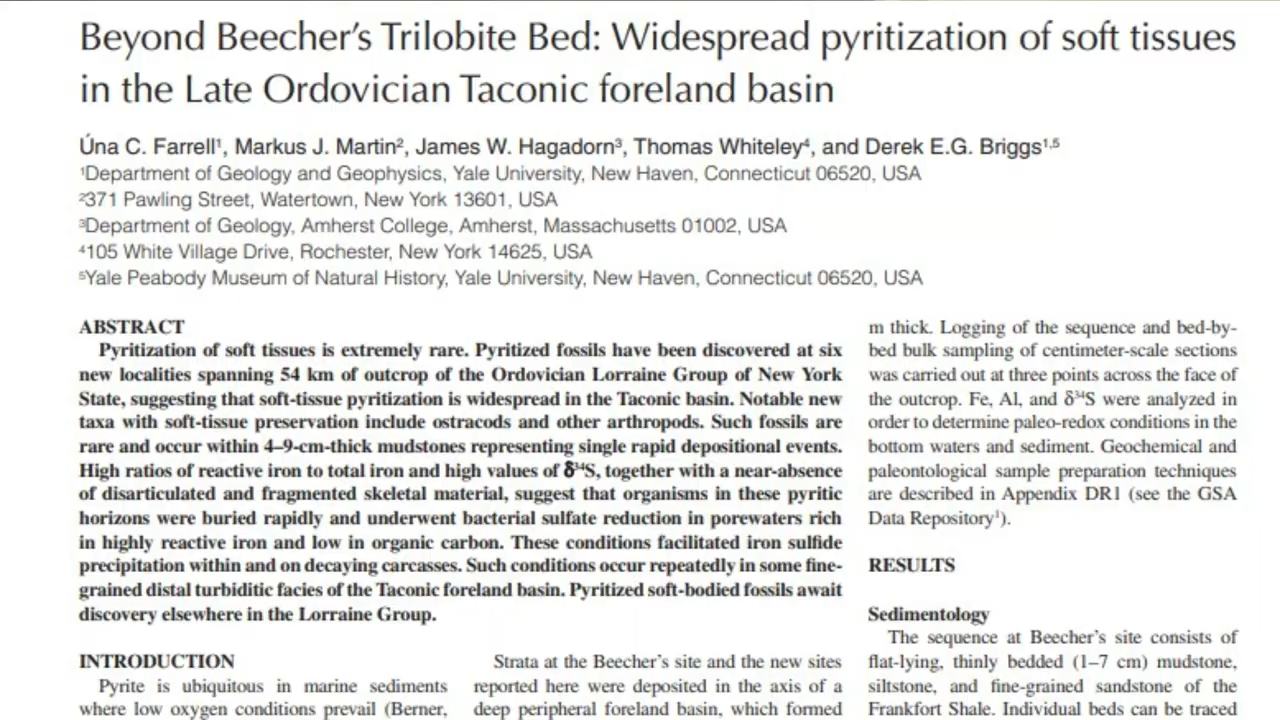 Beyond Beecher's Trilobite Bed: Widespread pyritization of soft tissues
in the Late Ordovician Taconic foreland basin
Úna C. Farrell¹, Markus J. Martin², James W. Hagadorn³, Thomas Whiteley⁴, and Derek E.G. Briggs¹,⁵
¹Department of Geology and Geophysics, Yale University, New Haven, Connecticut 06520, USA
²371 Pawling Street, Watertown, New York 13601, USA
³Department of Geology, Amherst College, Amherst, Massachusetts 01002, USA
⁴105 White Village Drive, Rochester, New York 14625, USA
⁵Yale Peabody Museum of Natural History, Yale University, New Haven, Connecticut 06520, USA
ABSTRACT
Pyritization of soft tissues is extremely rare. Pyritized fossils have been discovered at six
new localities spanning 54 km of outcrop of the Ordovician Lorraine Group of New York
State, suggesting that soft-tissue pyritization is widespread in the Taconic basin. Notable new
taxa with soft-tissue preservation include ostracods and other arthropods. Such fossils are
rare and occur within 4–9-cm-thick mudstones representing single rapid depositional events.
High ratios of reactive iron to total iron and high values of δ³⁴S, together with a near-absence
of disarticulated and fragmented skeletal material, suggest that organisms in these pyritic
horizons were buried rapidly and underwent bacterial sulfate reduction in porewaters rich
in highly reactive iron and low in organic carbon. These conditions facilitated iron sulfide
precipitation within and on decaying carcasses. Such conditions occur repeatedly in some fine-
grained distal turbiditic facies of the Taconic foreland basin. Pyritized soft-bodied fossils await
discovery elsewhere in the Lorraine Group.
INTRODUCTION
Pyrite is ubiquitous in marine sediments
where low oxygen conditions prevail (Berner,
Strata at the Beecher's site and the new sites
reported here were deposited in the axis of a
deep peripheral foreland basin, which formed
m thick. Logging of the sequence and bed-by-
bed bulk sampling of centimeter-scale sections
was carried out at three points across the face of
the outcrop. Fe, Al, and δ³⁴S were analyzed in
order to determine paleo-redox conditions in the
bottom waters and sediment. Geochemical and
paleontological sample preparation techniques
are described in Appendix DR1 (see the GSA
Data Repository¹).
RESULTS
Sedimentology
The sequence at Beecher's site consists of
flat-lying, thinly bedded (1–7 cm) mudstone,
siltstone, and fine-grained sandstone of the
Frankfort Shale. Individual beds can be traced